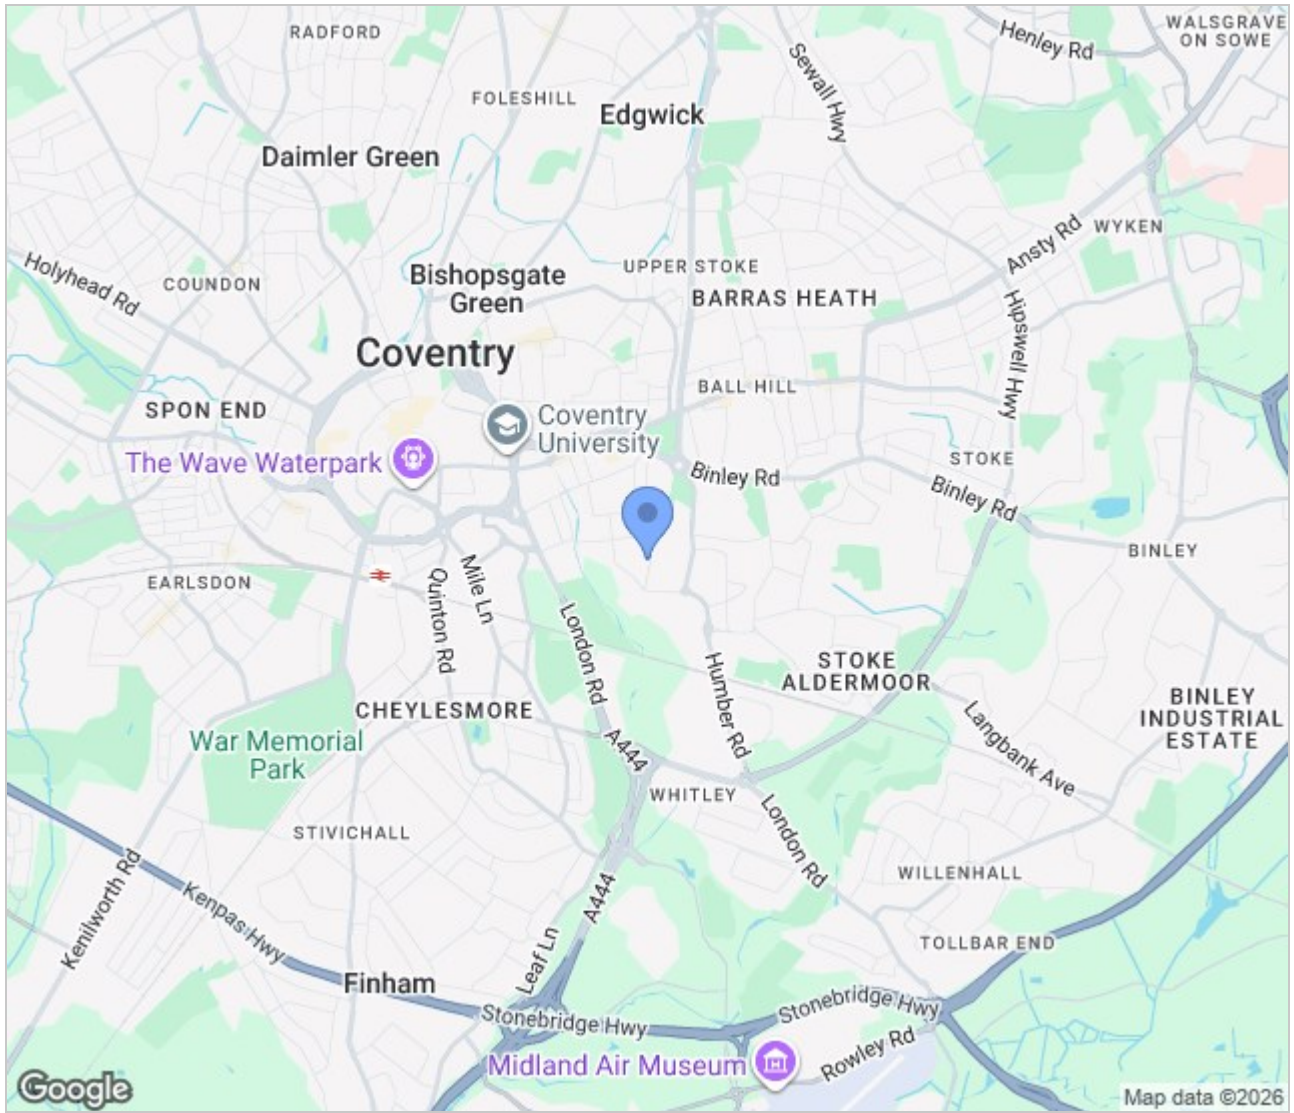 RADFORD
Henley Rd
WALSGRAVE
ON SOWE
Sewall Hwy
FOLESHILL
Edgwick
Daimler Green
Ansty Rd
WYKEN
Holyhead Rd
COUNDON
Bishopsgate
Green
UPPER STOKE
BARRAS HEATH
Hipswell Hwy
Coventry
BALL HILL
SPON END
Coventry
University
The Wave Waterpark
Binley Rd
STOKE
Binley Rd
BINLEY
EARLSDON
Mile Ln
Quinton Rd
London Rd
Humber Rd
STOKE
ALDERMOOR
CHEYLESMORE
BINLEY
INDUSTRIAL
ESTATE
War Memorial
Park
A444
Langbank Ave
WHITLEY
STIVICHALL
London Rd
Kenilworth Rd
Kenpas Hwy
A444
WILLENHALL
Leaf Ln
TOLLBAR END
Finham
Stonebridge Hwy
Stonebridge Hwy
Midland Air Museum
Rowley Rd
Google
Map data ©2026